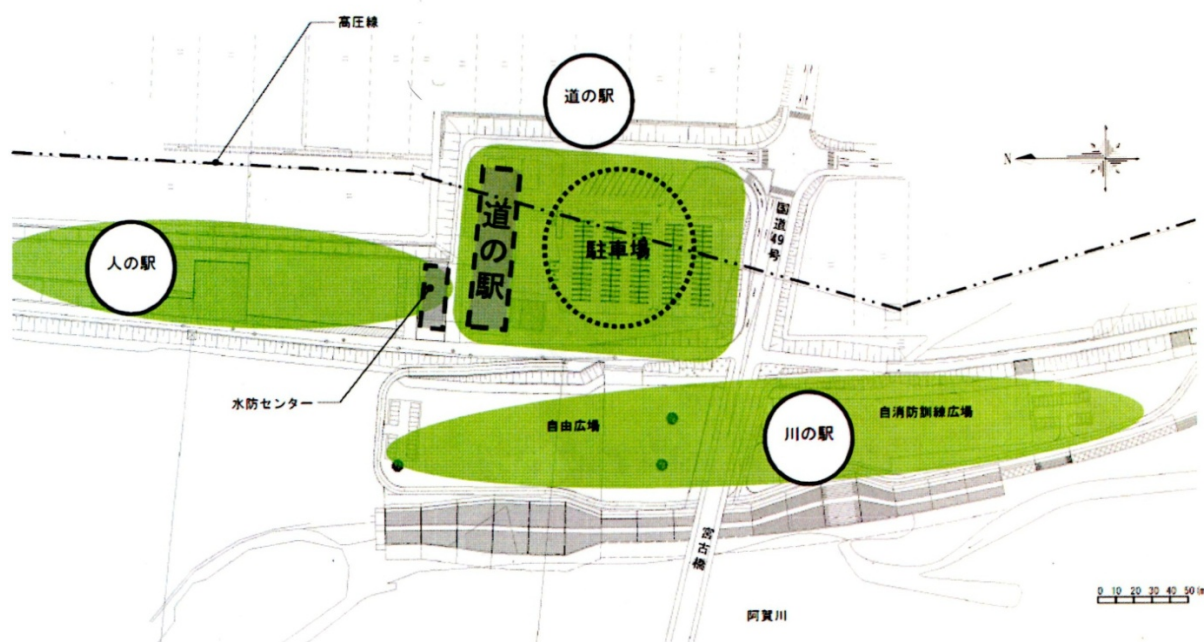 高圧線
道の駅
N
国道49号
道の駅
駐車場
人の駅
水防センター
自由広場
川の駅
自消防訓練広場
宮古橋
阿賀川
0 10 20 30 40 50(m